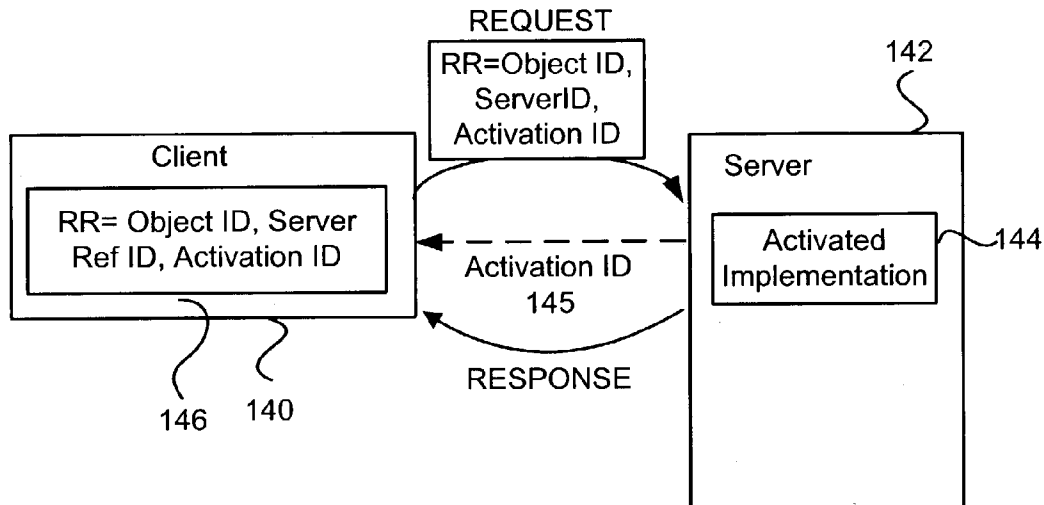 REQUEST
RR=Object ID,
ServerID,
Activation ID
142
Client
Server
RR= Object ID, Server
Ref ID, Activation ID
Activated
Implementation
144
Activation ID
145
RESPONSE
146
140